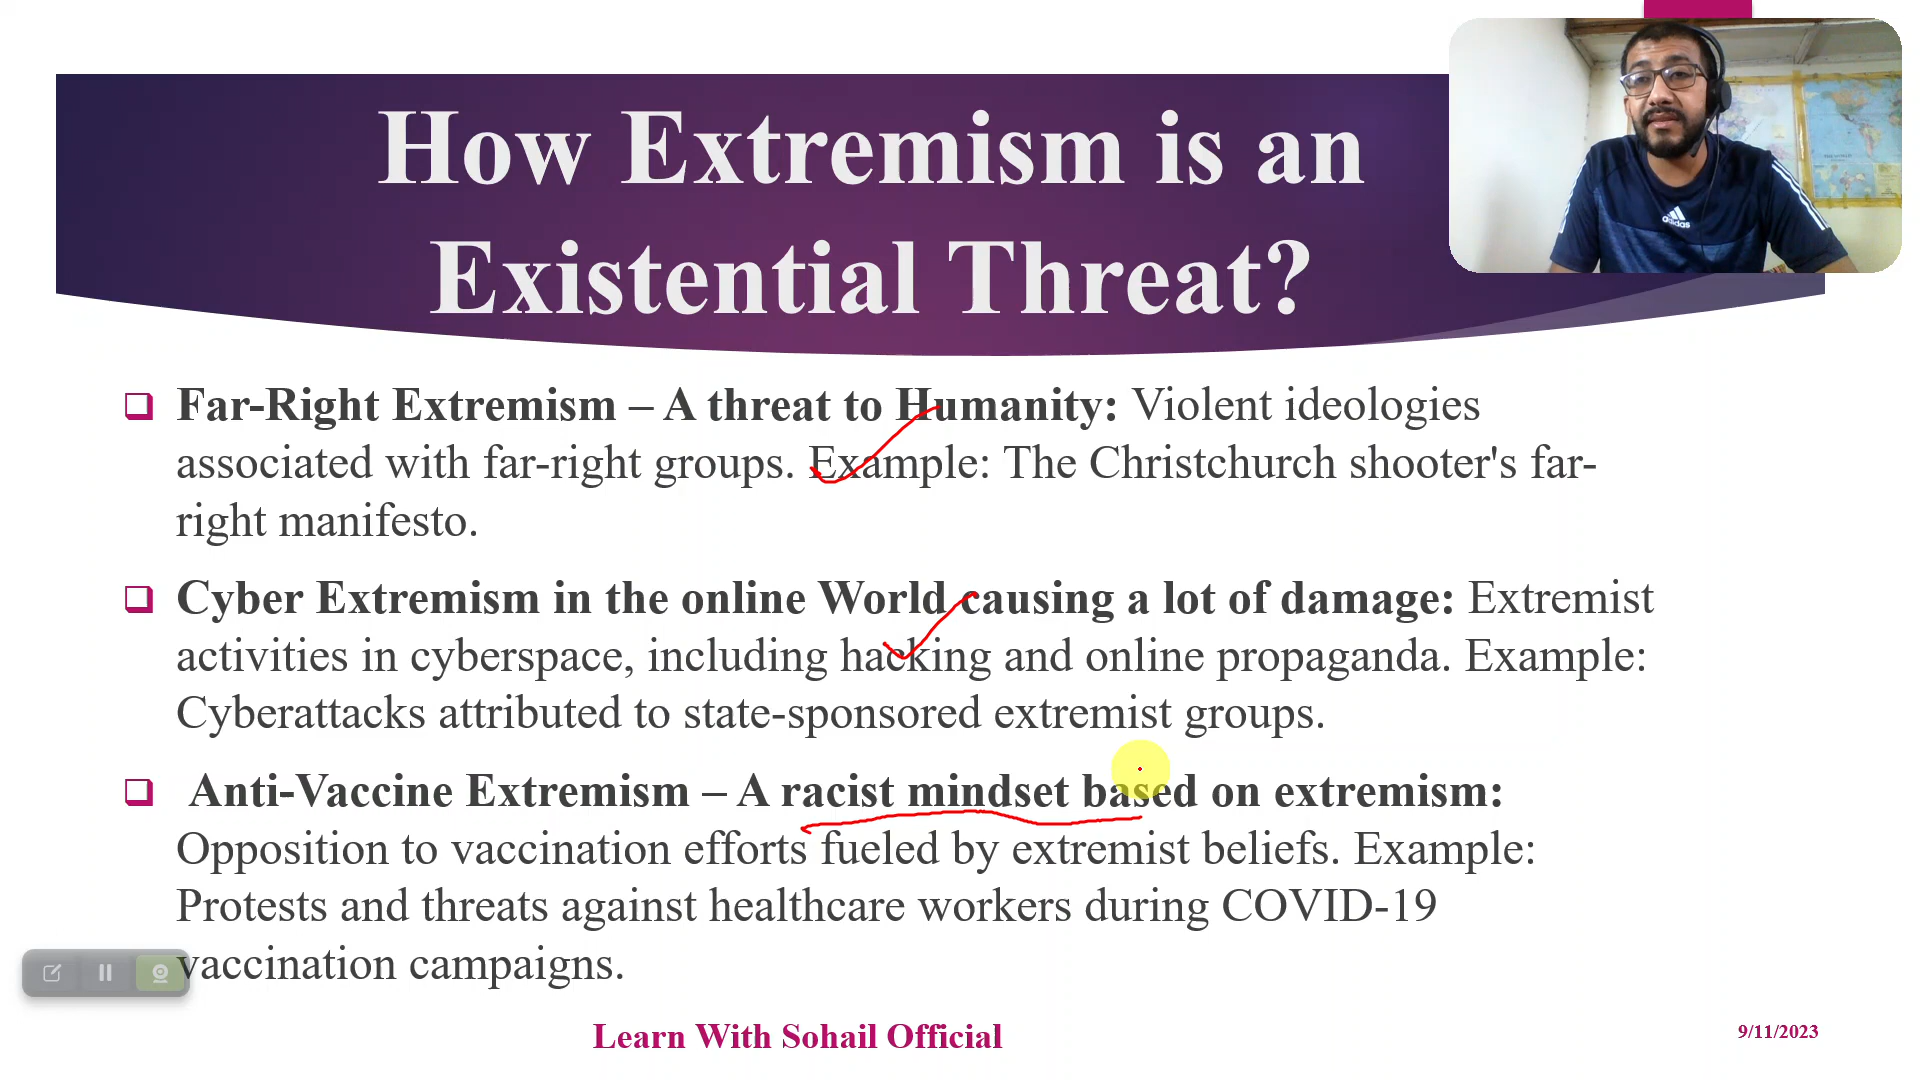 How Extremism is an
Existential Threat?
adidas
Far-Right Extremism – A threat to Humanity: Violent ideologies
associated with far-right groups. Example: The Christchurch shooter's far-
right manifesto.
Cyber Extremism in the online World causing a lot of damage: Extremist
activities in cyberspace, including hacking and online propaganda. Example:
Cyberattacks attributed to state-sponsored extremist groups.
Anti-Vaccine Extremism – A racist mindset based on extremism:
Opposition to vaccination efforts fueled by extremist beliefs. Example:
Protests and threats against healthcare workers during COVID-19
vaccination campaigns.
Learn With Sohail Official
9/11/2023